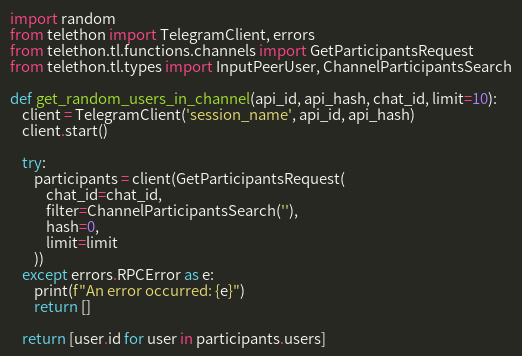 import random
from telethon import TelegramClient, errors
from telethon.tl.functions.channels import GetParticipantsRequest
from telethon.tl.types import InputPeerUser, ChannelParticipantsSearch

def get_random_users_in_channel(api_id, api_hash, chat_id, limit=10):
    client = TelegramClient('session_name', api_id, api_hash)
    client.start()

    try:
        participants = client(GetParticipantsRequest(
            chat_id=chat_id,
            filter=ChannelParticipantsSearch(''),
            hash=0,
            limit=limit
        ))
    except errors.RPCError as e:
        print(f"An error occurred: {e}")
        return []

    return [user.id for user in participants.users]